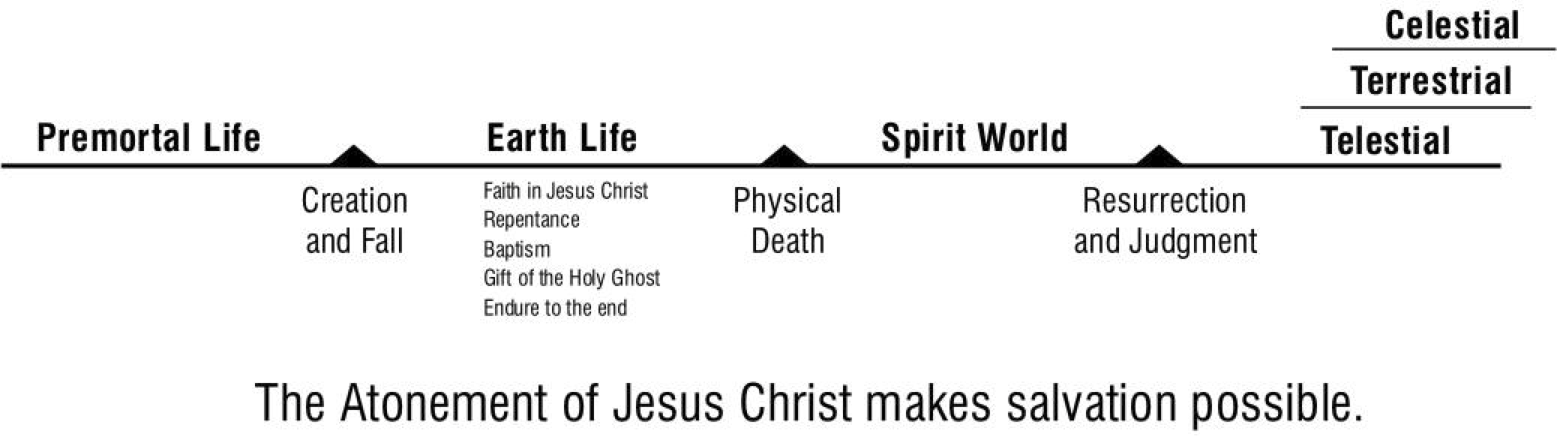 Celestial
Terrestrial
Telestial
Premortal Life
Earth Life
Spirit World
Creation
and Fall
Faith in Jesus Christ
Repentance
Baptism
Gift of the Holy Ghost
Endure to the end
Physical
Death
Resurrection
and Judgment
The Atonement of Jesus Christ makes salvation possible.